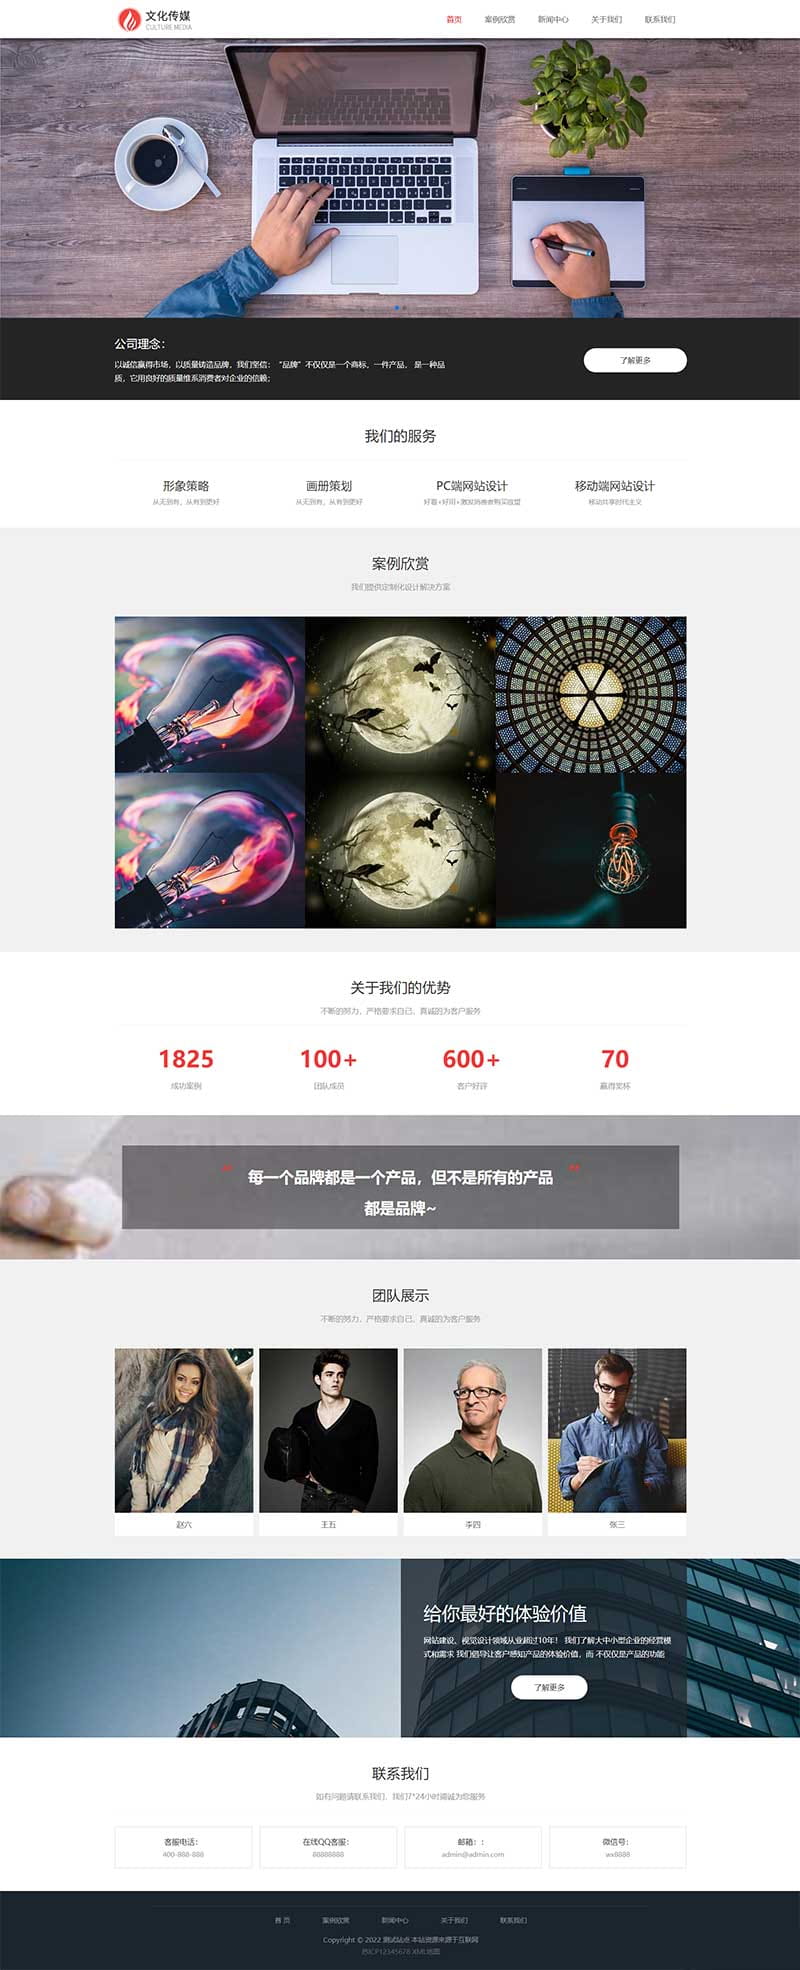 文化传媒
CULTURE MEDIA
首页 案例欣赏 新闻中心 关于我们 联系我们
公司理念：
以诚信赢得市场，以质量铸造品牌，我们坚信：“品牌”不仅仅是一个商标，一件产品，是一种品
质，它用良好的质量维系消费者对企业的信赖；
了解更多
我们的服务
形象策略 画册策划 PC端网站设计 移动端网站设计
从无到有，从有到更好 从无到有，从有到更好 好看+好用+激发消费者购买欲望 移动共享时代主义
案例欣赏
我们提供定制化设计解决方案
关于我们的优势
不断的努力，严格要求自己，真诚的为客户服务
1825 100+ 600+ 70
成功案例 团队成员 客户好评 赢得奖杯
“ 每一个品牌都是一个产品，但不是所有的产品 ”
都是品牌~
团队展示
不断的努力，严格要求自己，真诚的为客户服务
赵六 王五 李四 张三
给你最好的体验价值
网站建设、视觉设计领域从业超过10年！ 我们了解大中小型企业的经营模
式和需求 我们倡导让客户感知产品的体验价值，而 不仅仅是产品的功能
了解更多
联系我们
如有问题请联系我们，我们7*24小时竭诚为您服务
客服电话： 在线QQ客服： 邮箱：： 微信号：
400-888-888 88888888 admin@admin.com wx8888
首 页 案例欣赏 新闻中心 关于我们 联系我们
Copyright © 2022 测试站点 本站资源来源于互联网
苏ICP12345678 XML地图